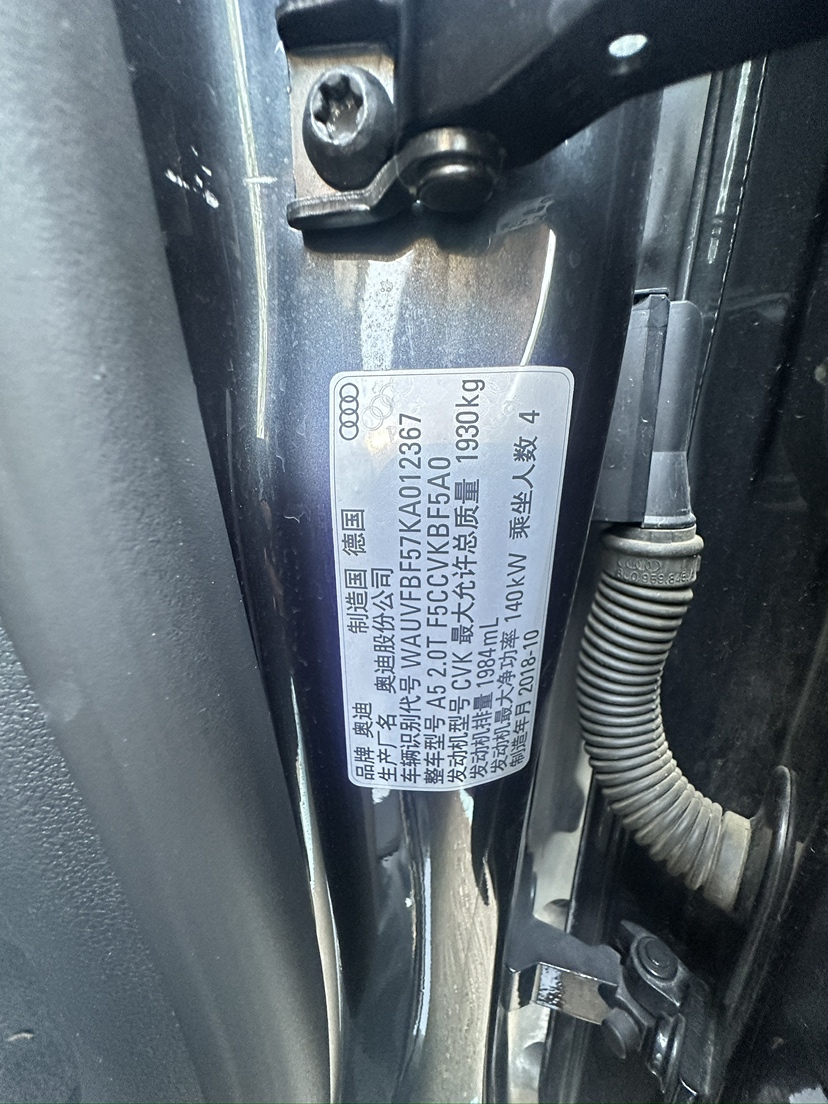 品牌 奥迪 制造国 德国
生产厂名 奥迪股份公司
车辆识别代号 WAUVFBF57KA012367
整车型号 A5 2.0T F5CCVKBF5A0
发动机型号 CVK 最大允许总质量 1930kg
发动机排量 1984mL
发动机最大净功率 140kW 乘坐人数 4
制造年月 2018-10